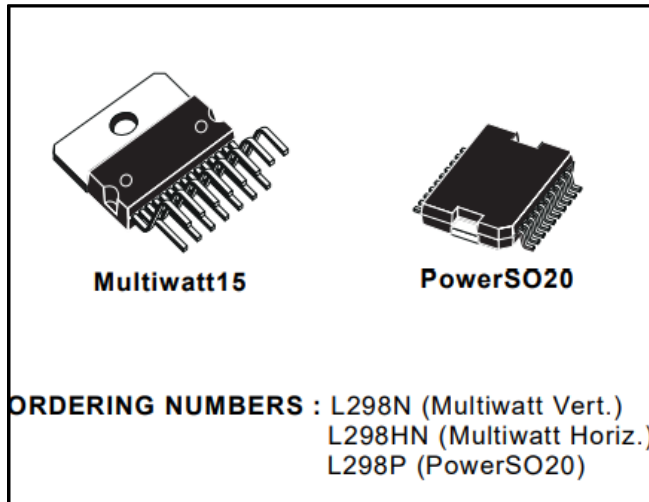 Multiwatt15
PowerSO20
ORDERING NUMBERS : L298N (Multiwatt Vert.)
L298HN (Multiwatt Horiz.)
L298P (PowerSO20)